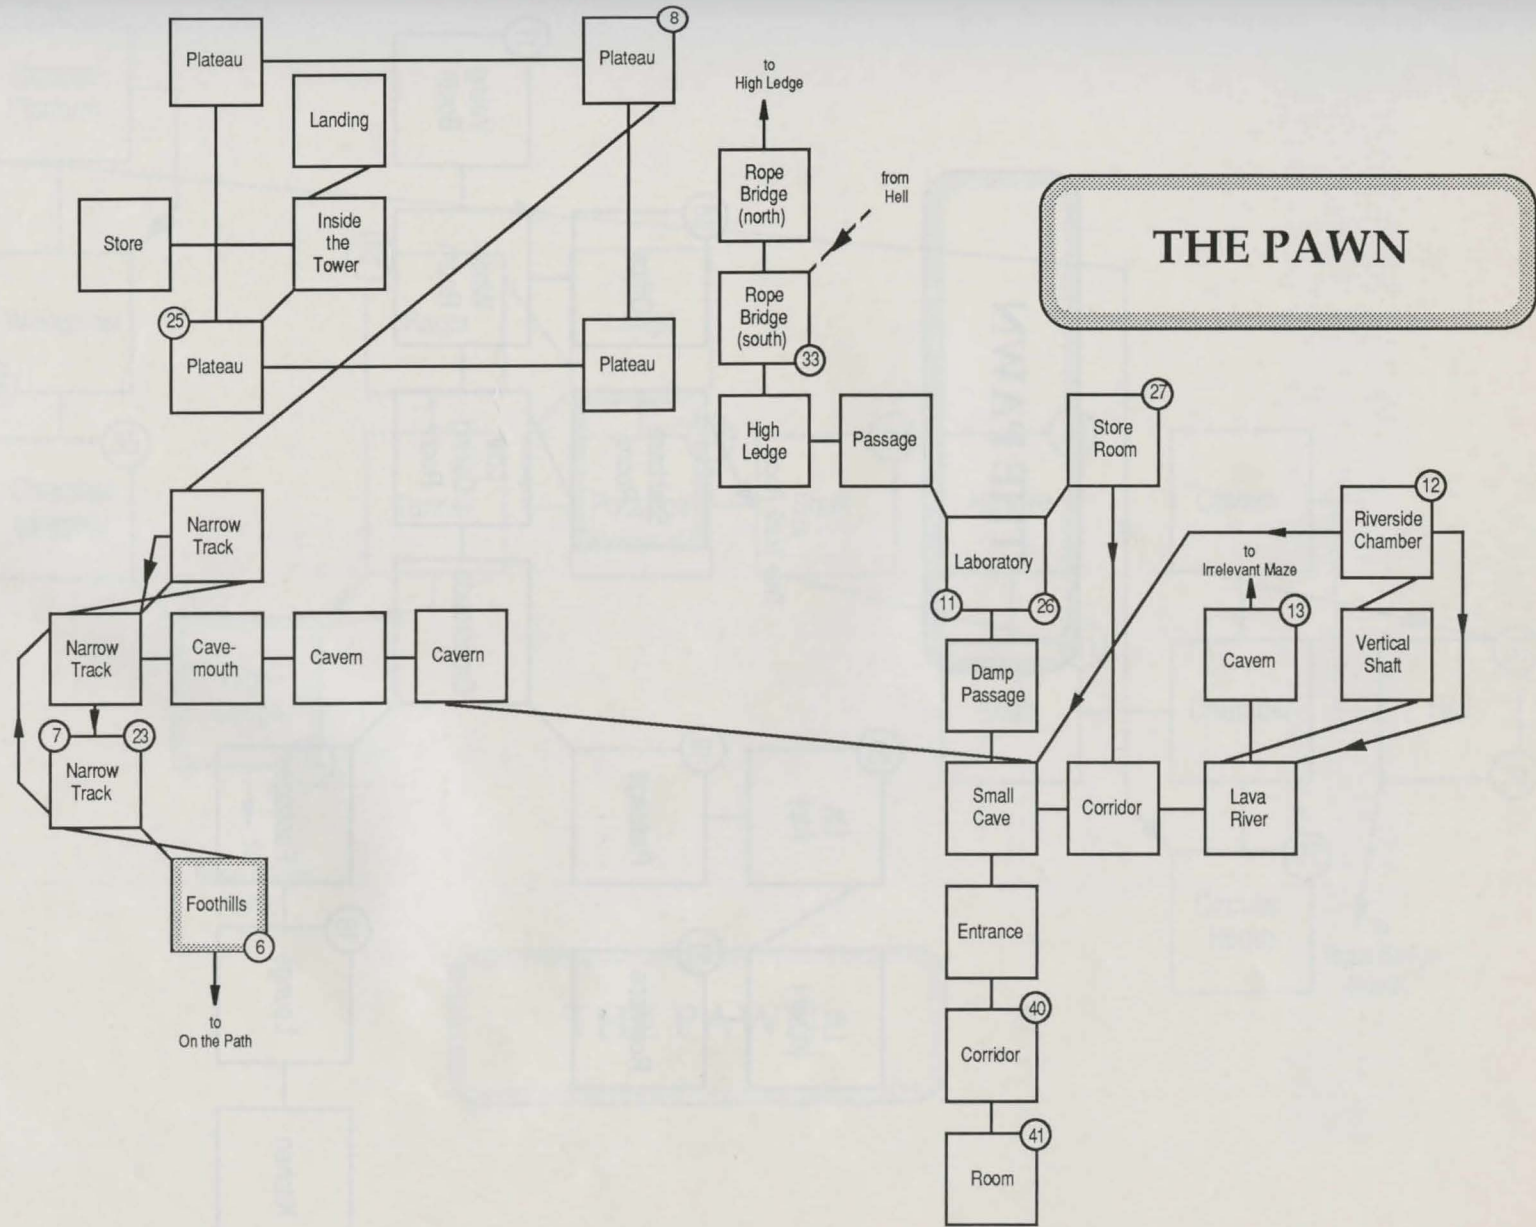 Plateau
8
Plateau
to
High Ledge
Landing
Rope
Bridge
(north)
from
Hell
THE PAWN
Store
Inside
the
Tower
Rope
Bridge
(south)
33
25
Plateau
Plateau
High
Ledge
Passage
27
Store
Room
12
Riverside
Chamber
Narrow
Track
Laboratory
11
26
to
Irrelevant Maze
13
Cavern
Vertical
Shaft
Narrow
Track
Cave-
mouth
Cavern
Cavern
Damp
Passage
7
23
Narrow
Track
Small
Cave
Corridor
Lava
River
Foothills
6
Entrance
to
On the Path
40
Corridor
41
Room